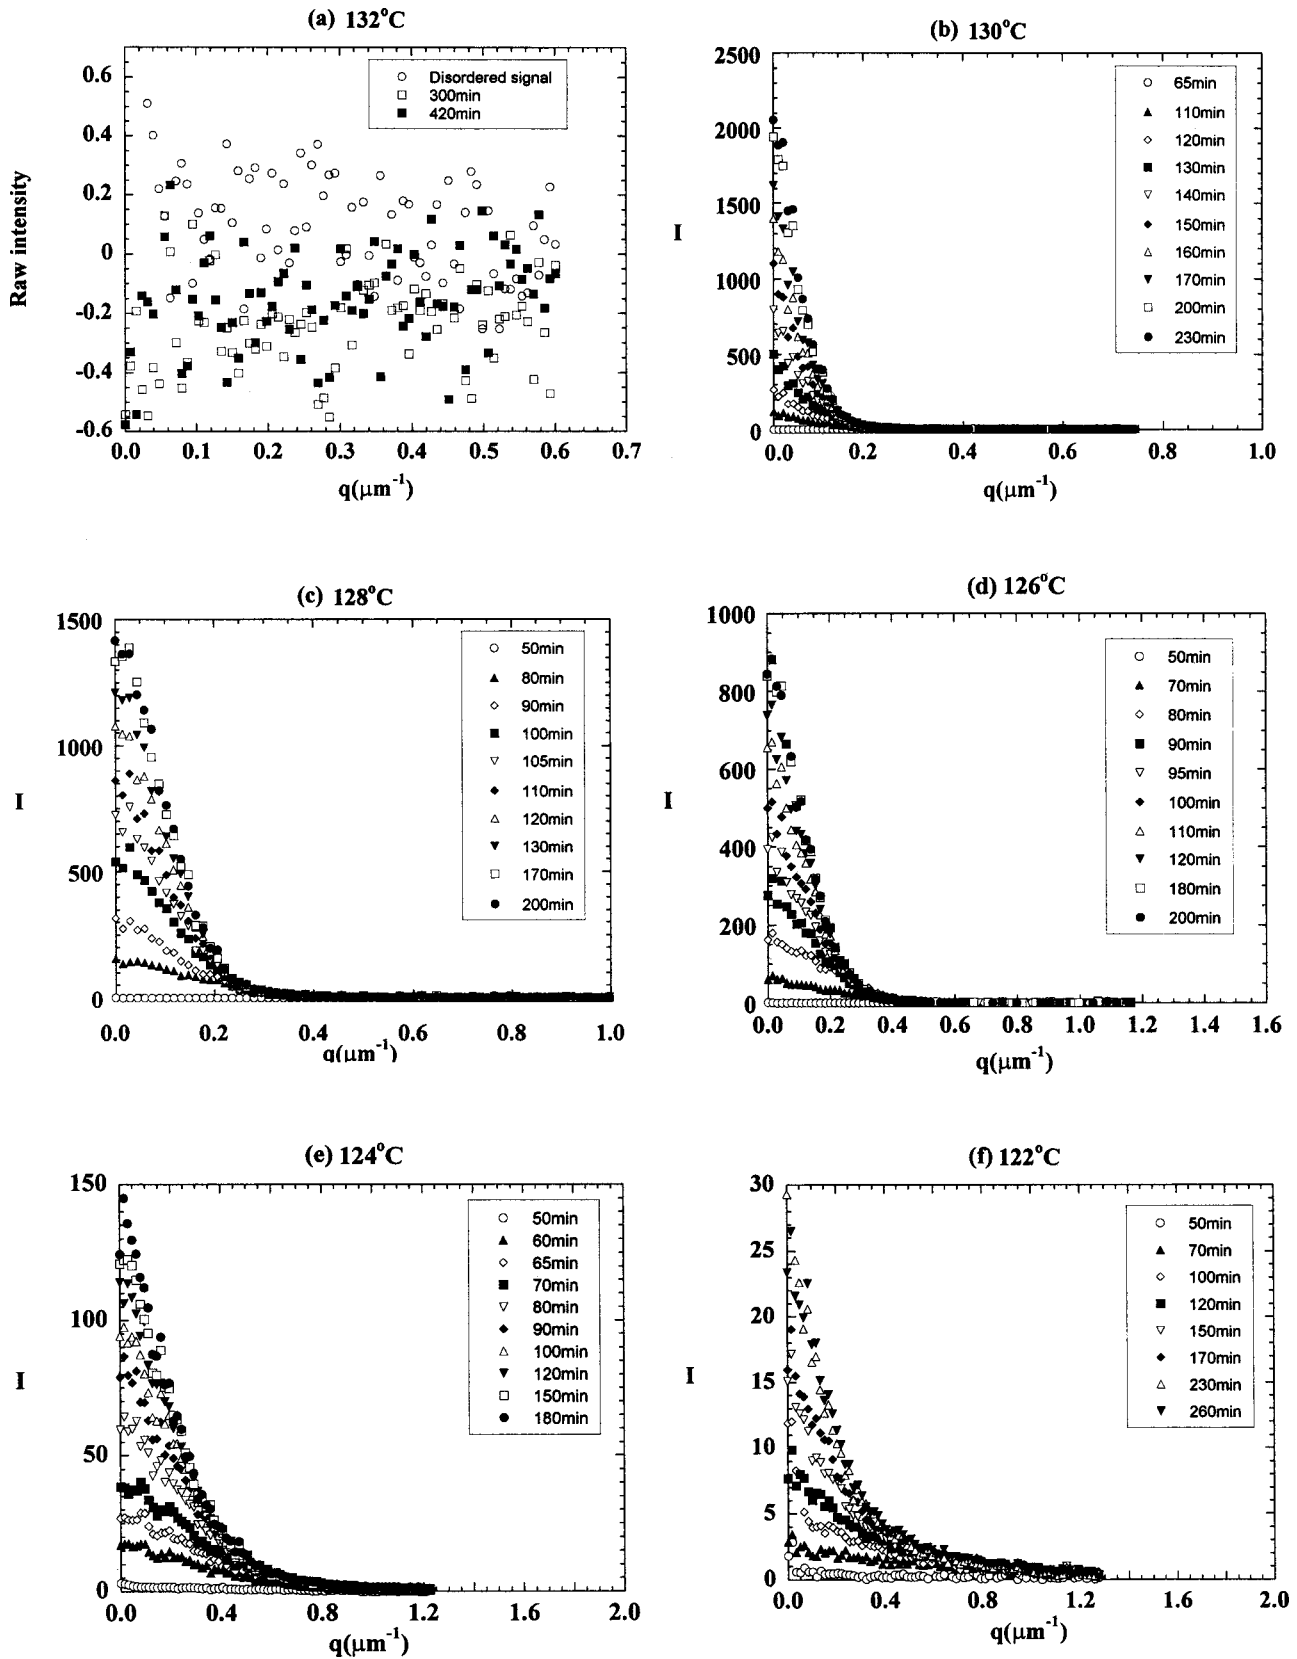 (a) 132°C
0.6
0.4
0.2
0
-0.2
-0.4
-0.6
Raw intensity
Disordered signal
300min
420min
0.0 0.1 0.2 0.3 0.4 0.5 0.6 0.7
q(μm⁻¹)
(b) 130°C
2500
2000
1500
1000
500
0
I
65min
110min
120min
130min
140min
150min
160min
170min
200min
230min
0.0 0.2 0.4 0.6 0.8 1.0
q(μm⁻¹)
(c) 128°C
1500
1000
500
0
I
50min
80min
90min
100min
105min
110min
120min
130min
170min
200min
0.0 0.2 0.4 0.6 0.8 1.0
q(μm⁻¹)
(d) 126°C
1000
800
600
400
200
0
I
50min
70min
80min
90min
95min
100min
110min
120min
180min
200min
0.0 0.2 0.4 0.6 0.8 1.0 1.2 1.4 1.6
q(μm⁻¹)
(e) 124°C
150
100
50
0
I
50min
60min
65min
70min
80min
90min
100min
120min
150min
180min
0.0 0.4 0.8 1.2 1.6 2.0
q(μm⁻¹)
(f) 122°C
30
25
20
15
10
5
0
I
50min
70min
100min
120min
150min
170min
230min
260min
0.0 0.4 0.8 1.2 1.6 2.0
q(μm⁻¹)